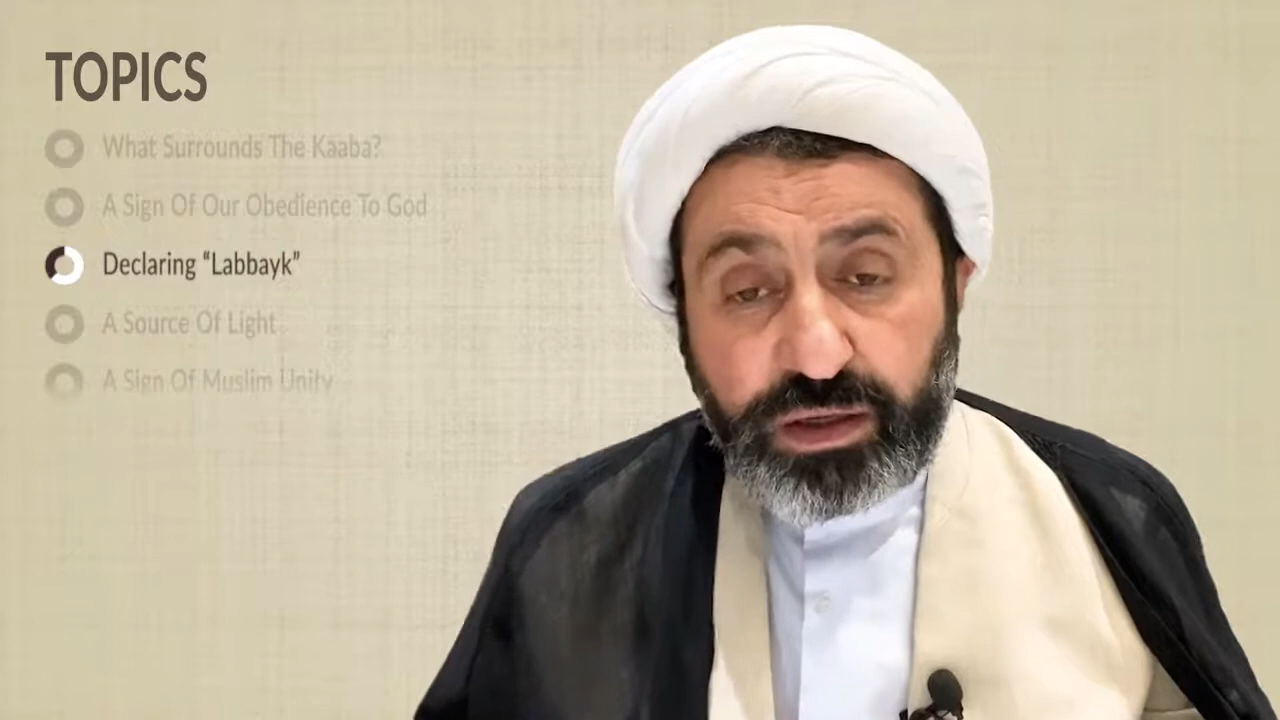 TOPICS
What Surrounds The Kaaba?
A Sign Of Our Obedience To God
Declaring “Labbayk”
A Source Of Light
A Sign Of Muslim Unity